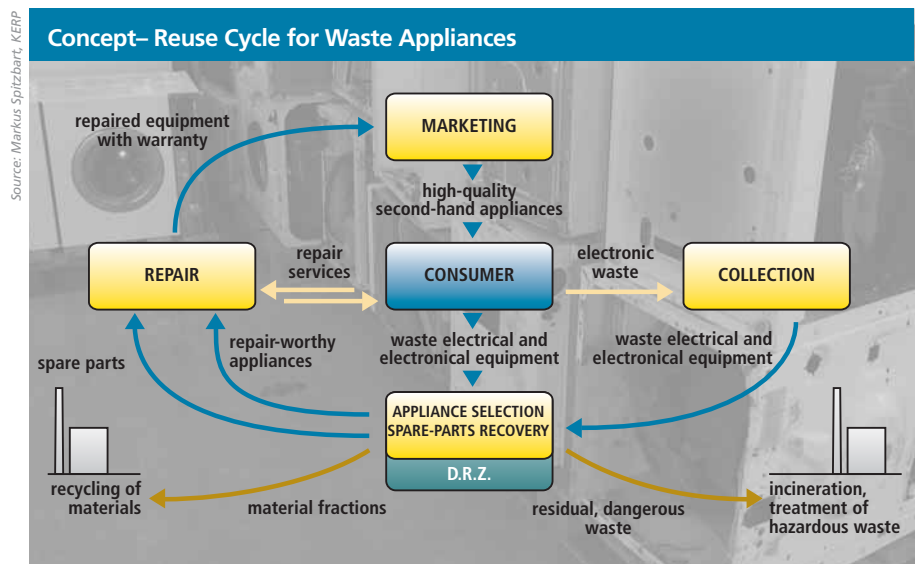 Source: Markus Spitzbart, KERP
Concept– Reuse Cycle for Waste Appliances
repaired equipment
with warranty
MARKETING
high-quality
second-hand appliances
REPAIR
repair
services
CONSUMER
electronic
waste
COLLECTION
repair-worthy
appliances
waste electrical and
electronical equipment
waste electrical and
electronical equipment
spare parts
APPLIANCE SELECTION
SPARE-PARTS RECOVERY
D.R.Z.
recycling of
materials
material fractions
residual, dangerous
waste
incineration,
treatment of
hazardous waste